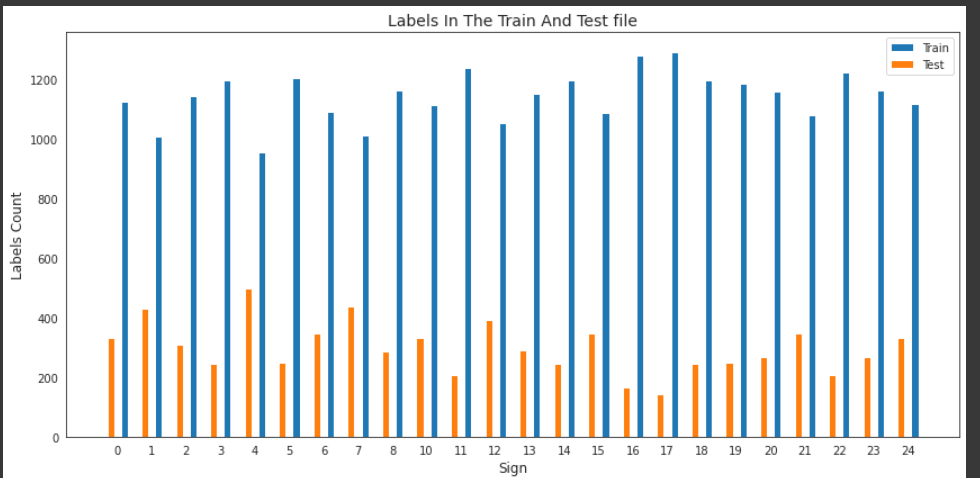 Labels In The Train And Test file
Train
Test
1200
1000
800
600
400
200
0
Labels Count
0 1 2 3 4 5 6 7 8 10 11 12 13 14 15 16 17 18 19 20 21 22 23 24
Sign